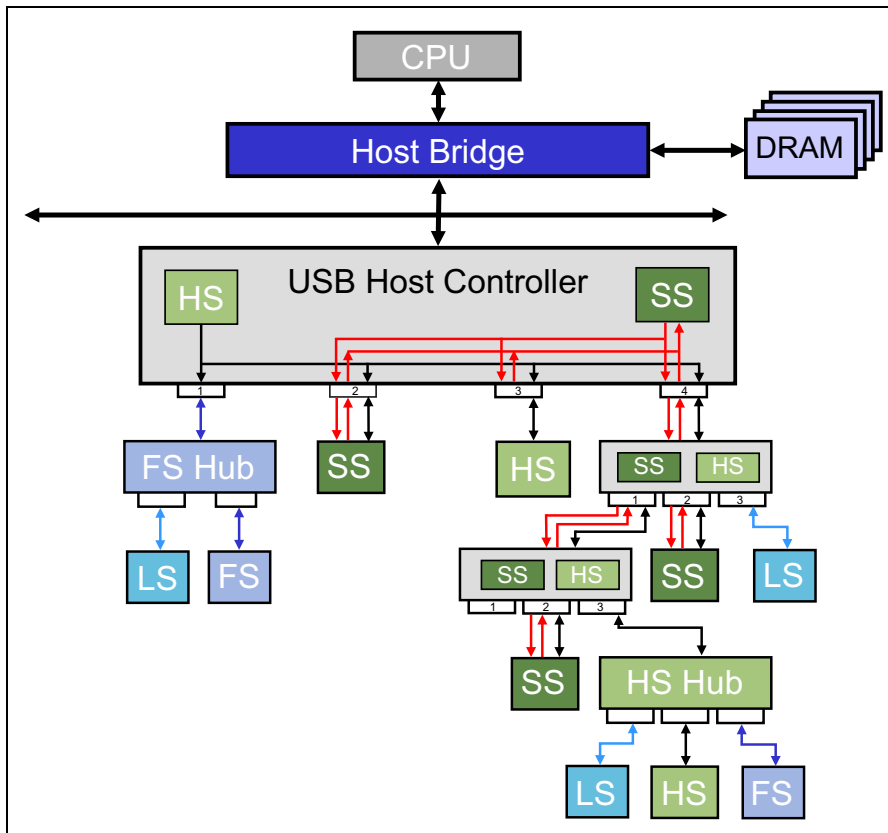 CPU
Host Bridge
DRAM
USB Host Controller
HS
SS
1
2
3
4
FS Hub
SS
HS
SS
HS
1
2
3
LS
FS
SS
HS
SS
LS
1
2
3
SS
HS Hub
LS
HS
FS